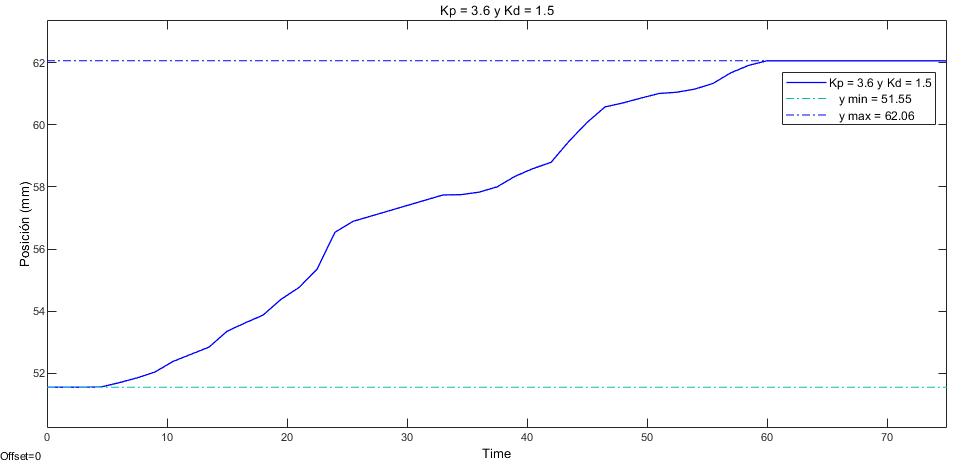 Kp = 3.6 y Kd = 1.5
62
60
58
56
54
52
Posición (mm)
Kp = 3.6 y Kd = 1.5
y min = 51.55
y max = 62.06
0 10 20 30 40 50 60 70
Time
Offset=0